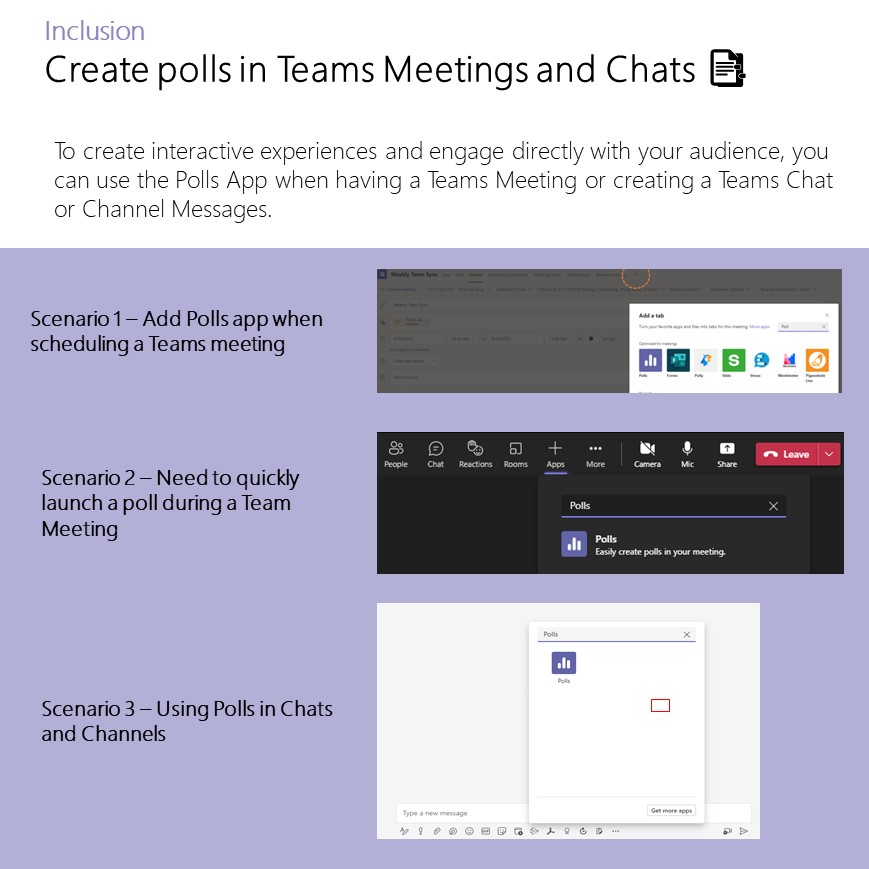 Inclusion
Create polls in Teams Meetings and Chats
To create interactive experiences and engage directly with your audience, you
can use the Polls App when having a Teams Meeting or creating a Teams Chat
or Channel Messages.
Scenario 1 – Add Polls app when
scheduling a Teams meeting
Weekly Team Sync
Weekly Team Sync
Add a tab
Turn your favorite apps and files into tabs for this meeting. More apps
Poll
Optimized for meetings
Polls Forms Polly Slido Vevox Mentimeter Pigeonhole
Live
Scenario 2 – Need to quickly
launch a poll during a Team
Meeting
People Chat Reactions Rooms Apps More Camera Mic Share Leave
Polls
Polls
Easily create polls in your meeting.
Scenario 3 – Using Polls in Chats
and Channels
Polls
Polls
Get more apps
Type a new message